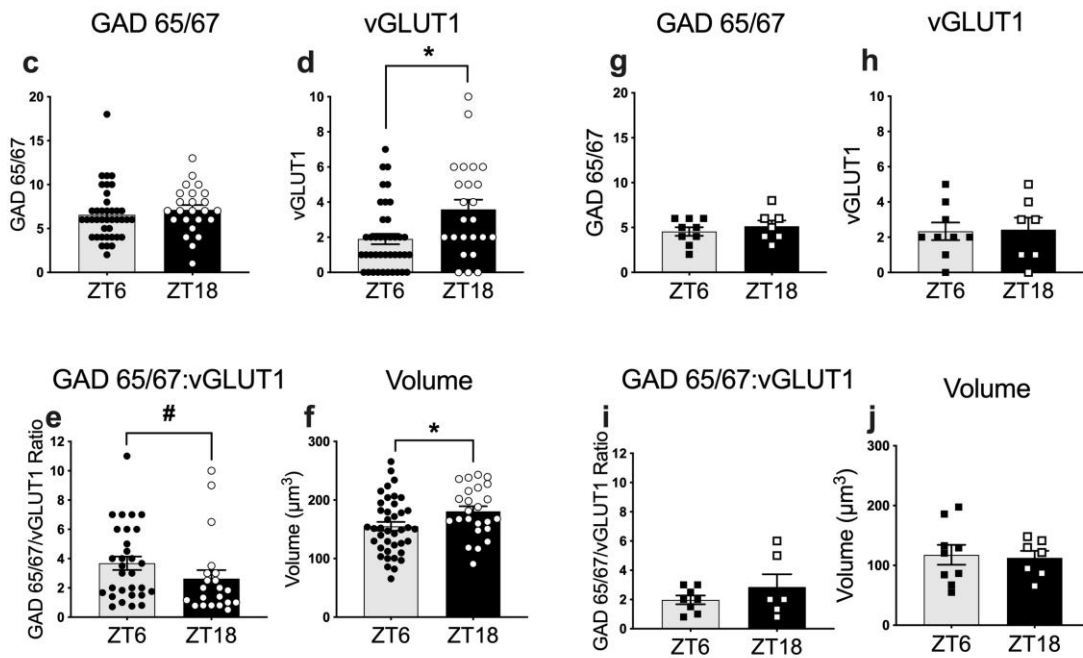 GAD 65/67
vGLUT1
GAD 65/67
vGLUT1
c
d
*
g
h
GAD 65/67
20
15
10
5
0
ZT6
ZT18
vGLUT1
10
8
6
4
2
0
ZT6
ZT18
GAD 65/67
20
15
10
5
0
ZT6
ZT18
vGLUT1
10
8
6
4
2
0
ZT6
ZT18
GAD 65/67:vGLUT1
Volume
GAD 65/67:vGLUT1
Volume
e
#
f
*
i
j
GAD 65/67/vGLUT1 Ratio
12
10
8
6
4
2
0
ZT6
ZT18
Volume (µm³)
300
200
100
0
ZT6
ZT18
GAD 65/67/vGLUT1 Ratio
12
10
8
6
4
2
0
ZT6
ZT18
Volume (µm³)
300
200
100
0
ZT6
ZT18